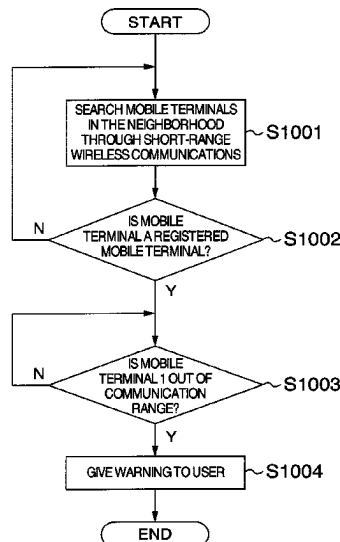 START
SEARCH MOBILE TERMINALS
IN THE NEIGHBORHOOD
THROUGH SHORT-RANGE
WIRELESS COMMUNICATIONS
S1001
IS MOBILE
TERMINAL A REGISTERED
MOBILE TERMINAL?
N
S1002
Y
IS MOBILE
TERMINAL 1 OUT OF
COMMUNICATION
RANGE?
N
S1003
Y
GIVE WARNING TO USER
S1004
END